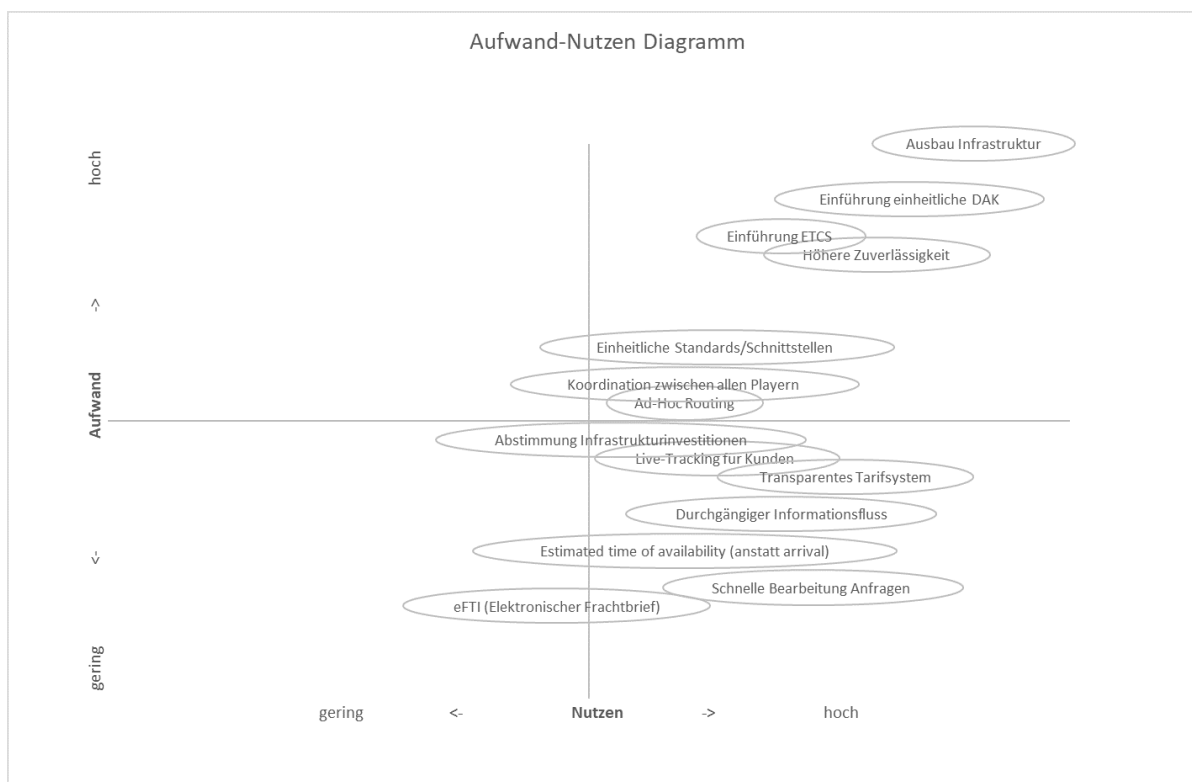 Aufwand-Nutzen Diagramm
Ausbau Infrastruktur
hoch
Einführung einheitliche DAK
Einführung ETCS
Höhere Zuverlässigkeit
->
Einheitliche Standards/Schnittstellen
Koordination zwischen allen Playern
Ad-Hoc Routing
Aufwand
Abstimmung Infrastrukturinvestitionen
Live-Tracking für Kunden
Transparentes Tarifsystem
Durchgängiger Informationsfluss
<-
Estimated time of availability (anstatt arrival)
Schnelle Bearbeitung Anfragen
eFTI (Elektronischer Frachtbrief)
gering
gering <- Nutzen -> hoch